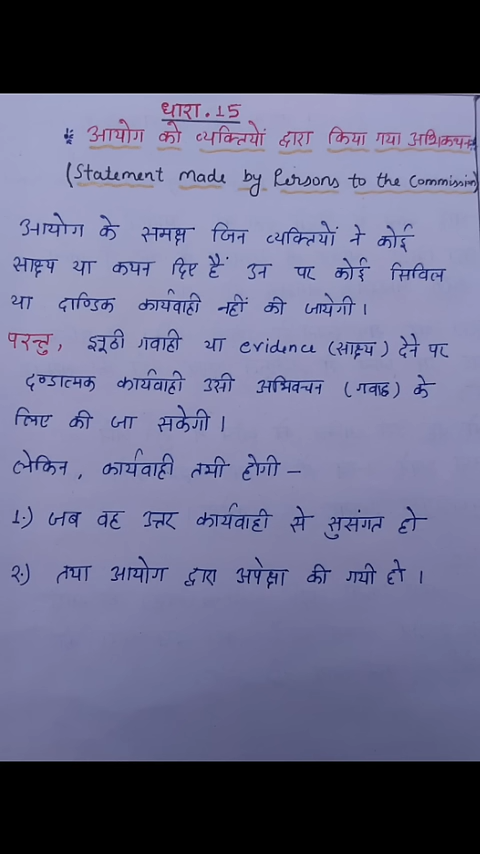 धारा.15
* आयोग को व्यक्तियों द्वारा किया गया अभिकथन
(Statement made by Persons to the Commission)
आयोग के समक्ष जिन व्यक्तियों ने कोई
साक्ष्य या कथन दिए हैं उन पर कोई सिविल
या दाण्डिक कार्यवाही नहीं की जायेगी।
परन्तु, झूठी गवाही या evidence (साक्ष्य) देने पर
दण्डात्मक कार्यवाही उसी अभिवचन (गवाह) के
लिए की जा सकेगी।
लेकिन, कार्यवाही तभी होगी –
1.) जब वह उत्तर कार्यवाही से सुसंगत हो
2.) तथा आयोग द्वारा अपेक्षा की गयी हो।